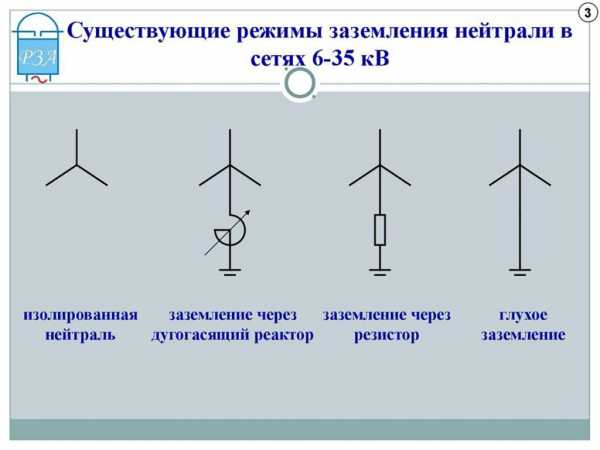 3
РЗА
Существующие режимы заземления нейтрали в
сетях 6-35 кВ
изолированная
нейтраль
заземление через
дугогасящий реактор
заземление через
резистор
глухое
заземление